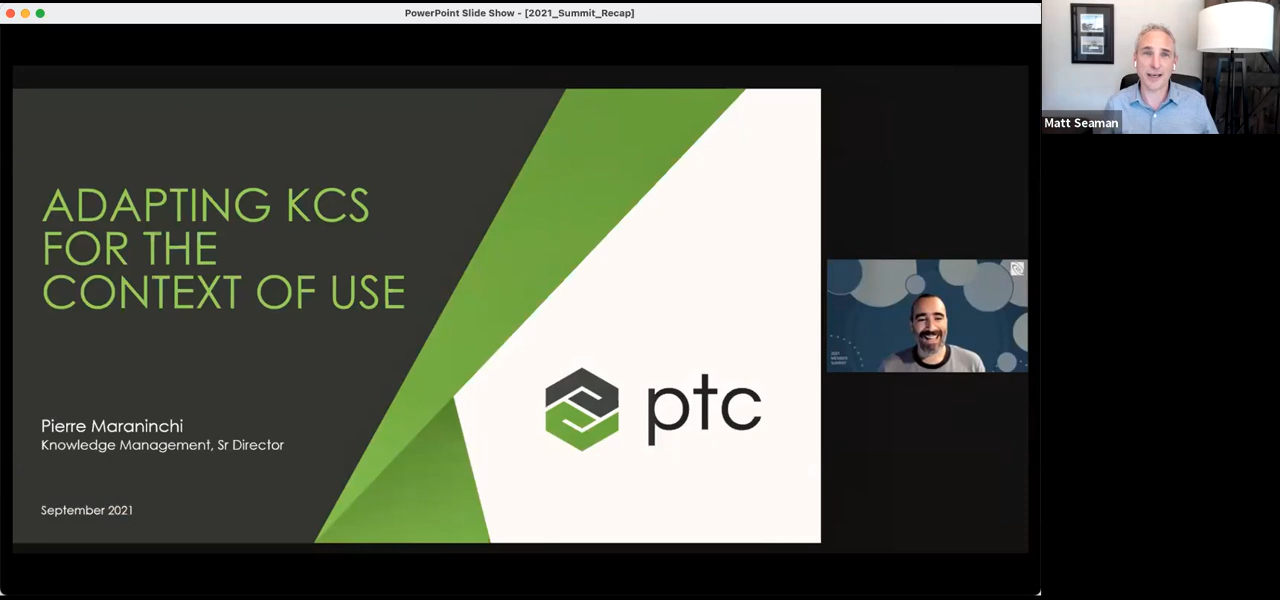 PowerPoint Slide Show - [2021_Summit_Recap]
ADAPTING KCS
FOR THE
CONTEXT OF USE
ptc
Pierre Maraninchi
Knowledge Management, Sr Director
September 2021
Matt Seaman